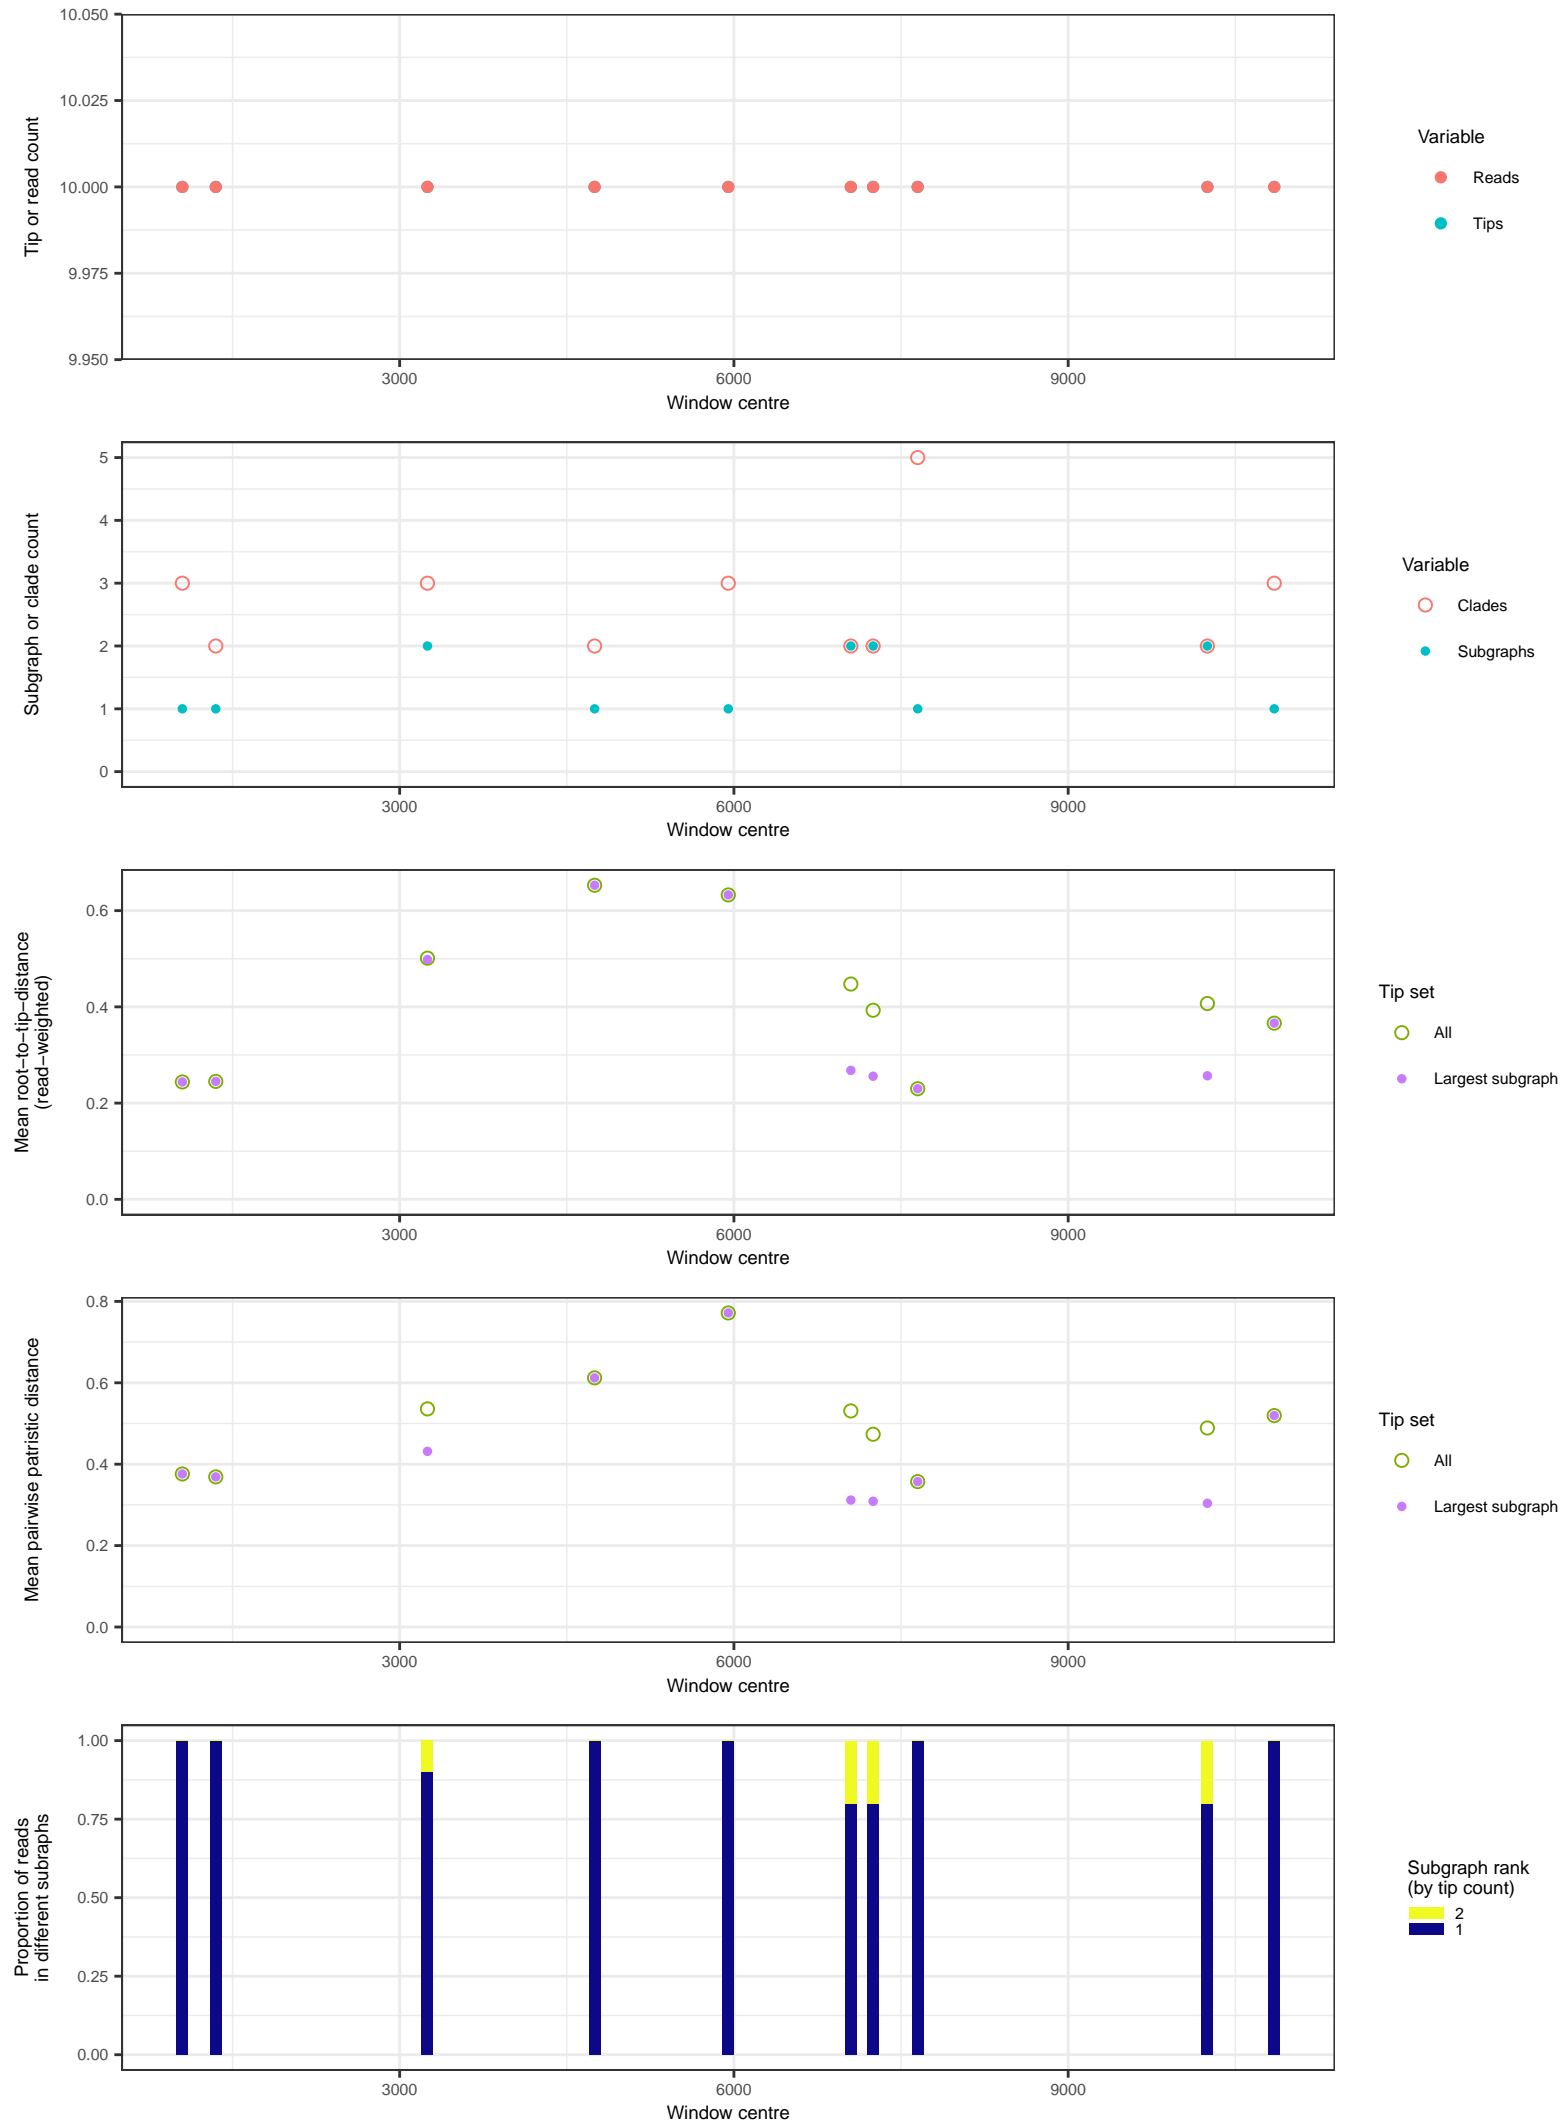 10.050
10.025
10.000
9.975
9.950
Tip or read count
3000
6000
9000
Window centre
Variable
Reads
Tips
5
4
3
2
1
0
Subgraph or clade count
3000
6000
9000
Window centre
Variable
Clades
Subgraphs
0.6
0.4
0.2
0.0
Mean root−to−tip−distance
(read−weighted)
3000
6000
9000
Window centre
Tip set
All
Largest subgraph
0.8
0.6
0.4
0.2
0.0
Mean pairwise patristic distance
3000
6000
9000
Window centre
Tip set
All
Largest subgraph
1.00
0.75
0.50
0.25
0.00
Proportion of reads
in different subraphs
3000
6000
9000
Window centre
Subgraph rank
(by tip count)
2
1